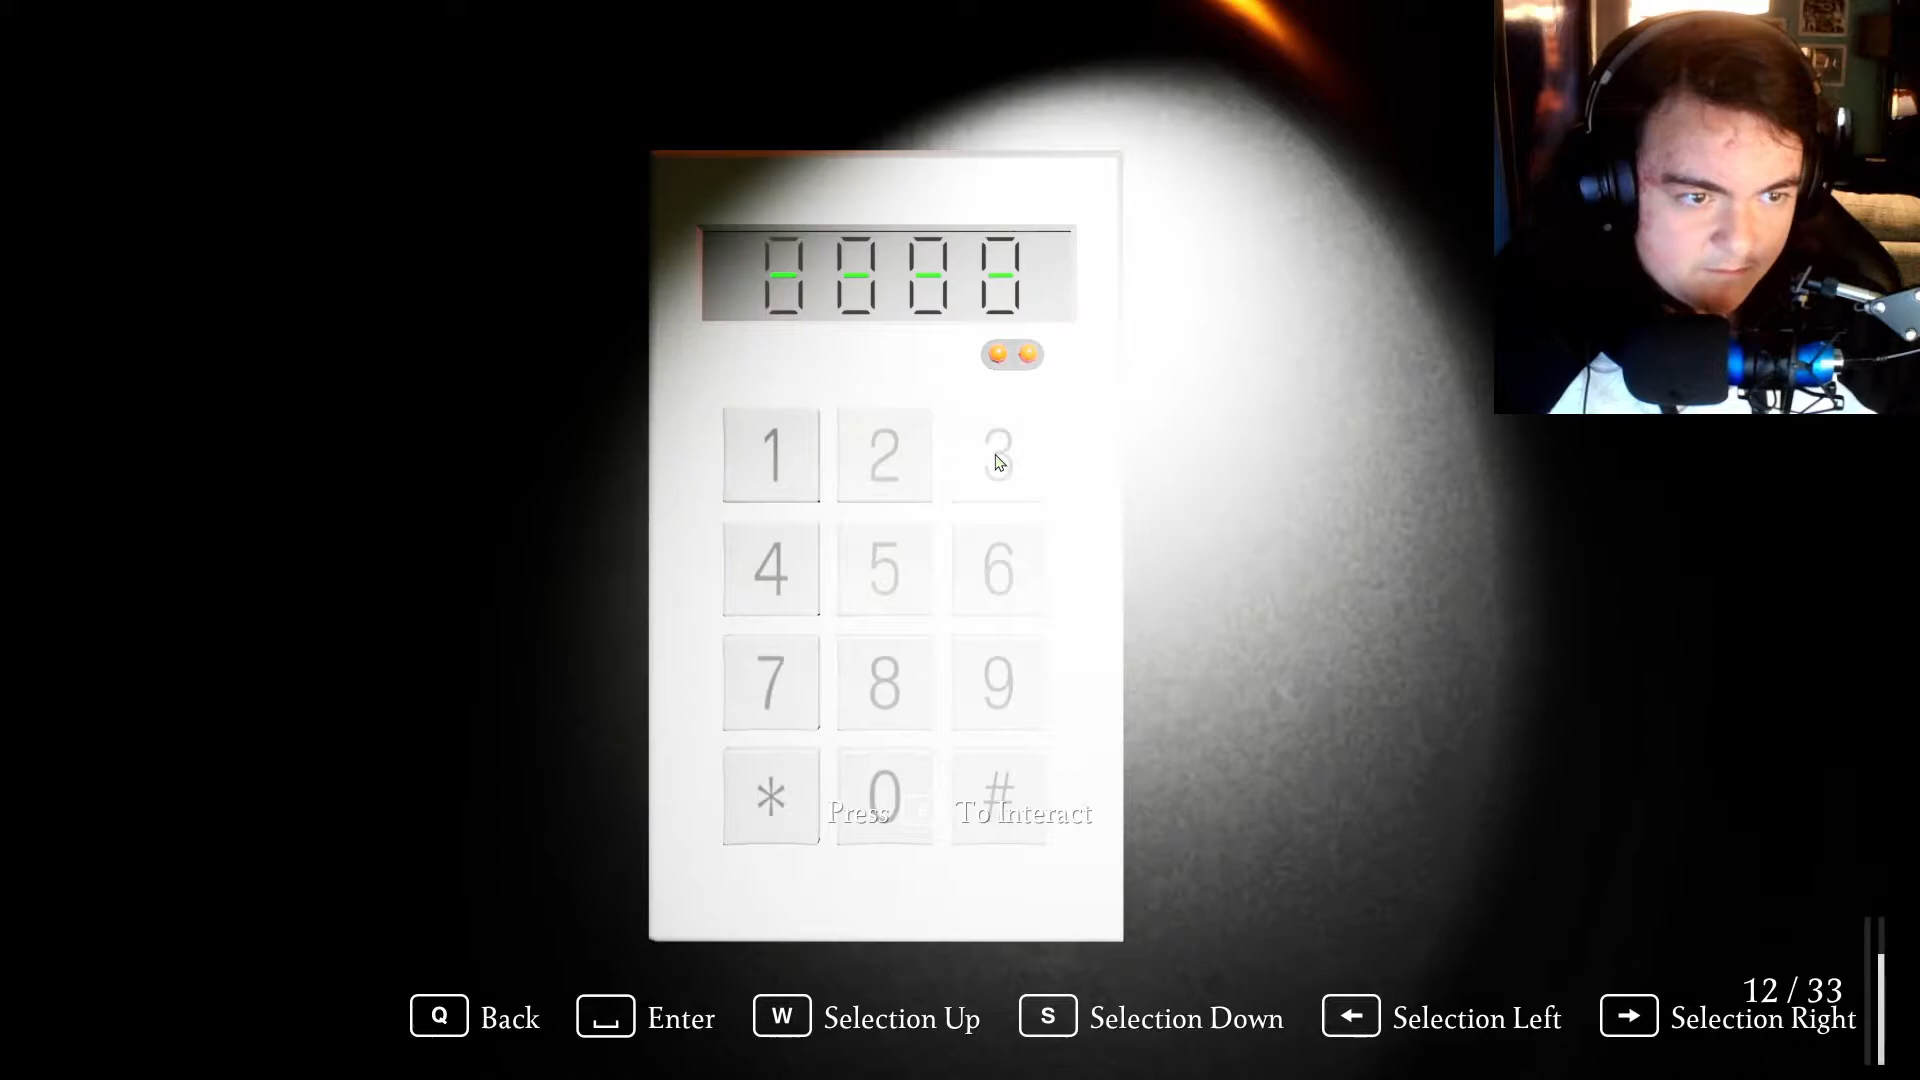 1 2 3
4 5 6
7 8 9
* 0 #
Press To Interact
12 / 33
Q Back Enter W Selection Up S Selection Down ← Selection Left → Selection Right